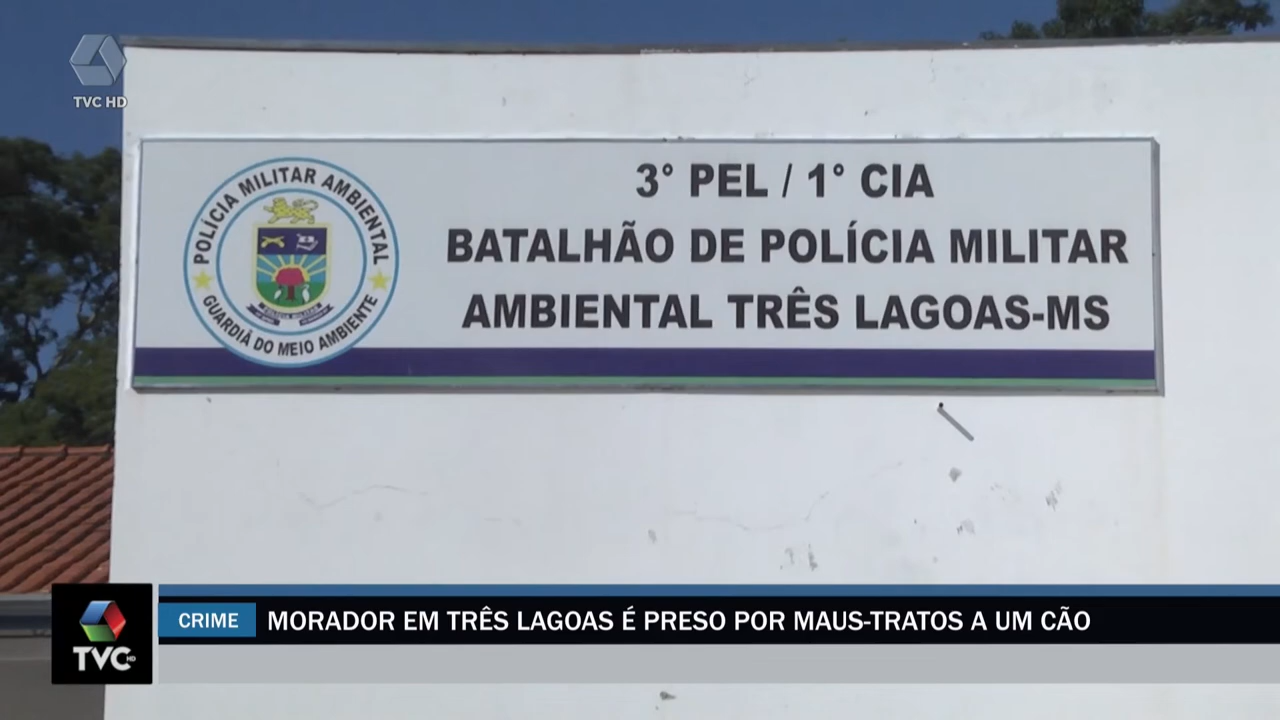 TVC HD
POLÍCIA MILITAR AMBIENTAL
GUARDIÃ DO MEIO AMBIENTE
3° PEL / 1° CIA
BATALHÃO DE POLÍCIA MILITAR
AMBIENTAL TRÊS LAGOAS-MS
CRIME
MORADOR EM TRÊS LAGOAS É PRESO POR MAUS-TRATOS A UM CÃO
TVC HD